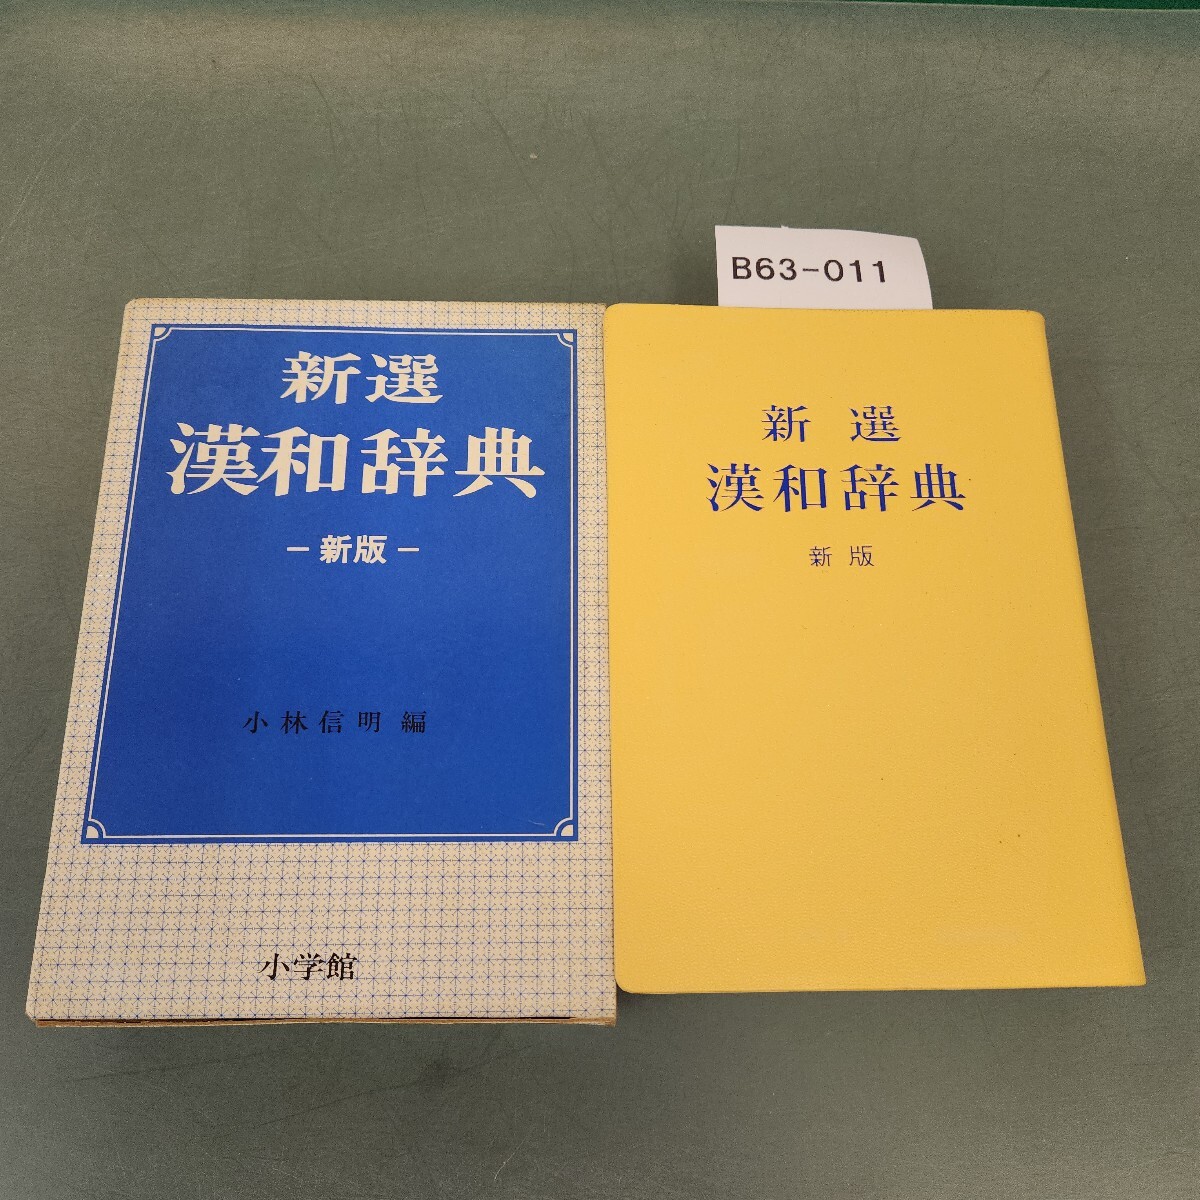 B63-011
新選
漢和辞典
－新版－
小林信明編
小学館
新選
漢和辞典
新版